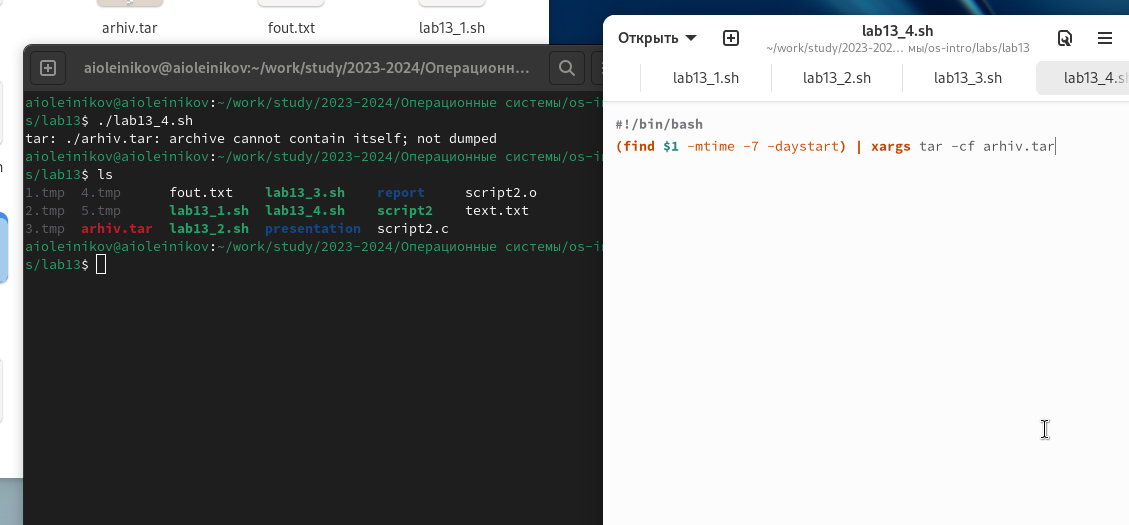 arhiv.tar fout.txt lab13_1.sh
aioleinikov@aioleinikov:~/work/study/2023-2024/Операционн...
aioleinikov@aioleinikov:~/work/study/2023-2024/Операционные системы/os-in
s/lab13$ ./lab13_4.sh
tar: ./arhiv.tar: archive cannot contain itself; not dumped
aioleinikov@aioleinikov:~/work/study/2023-2024/Операционные системы/os-in
s/lab13$ ls
1.tmp 4.tmp fout.txt lab13_3.sh report script2.o
2.tmp 5.tmp lab13_1.sh lab13_4.sh script2 text.txt
3.tmp arhiv.tar lab13_2.sh presentation script2.c
aioleinikov@aioleinikov:~/work/study/2023-2024/Операционные системы/os-in
s/lab13$
Открыть
lab13_4.sh
~/work/study/2023-202... мы/os-intro/labs/lab13
lab13_1.sh lab13_2.sh lab13_3.sh lab13_4.s
#!/bin/bash
(find $1 -mtime -7 -daystart) | xargs tar -cf arhiv.tar